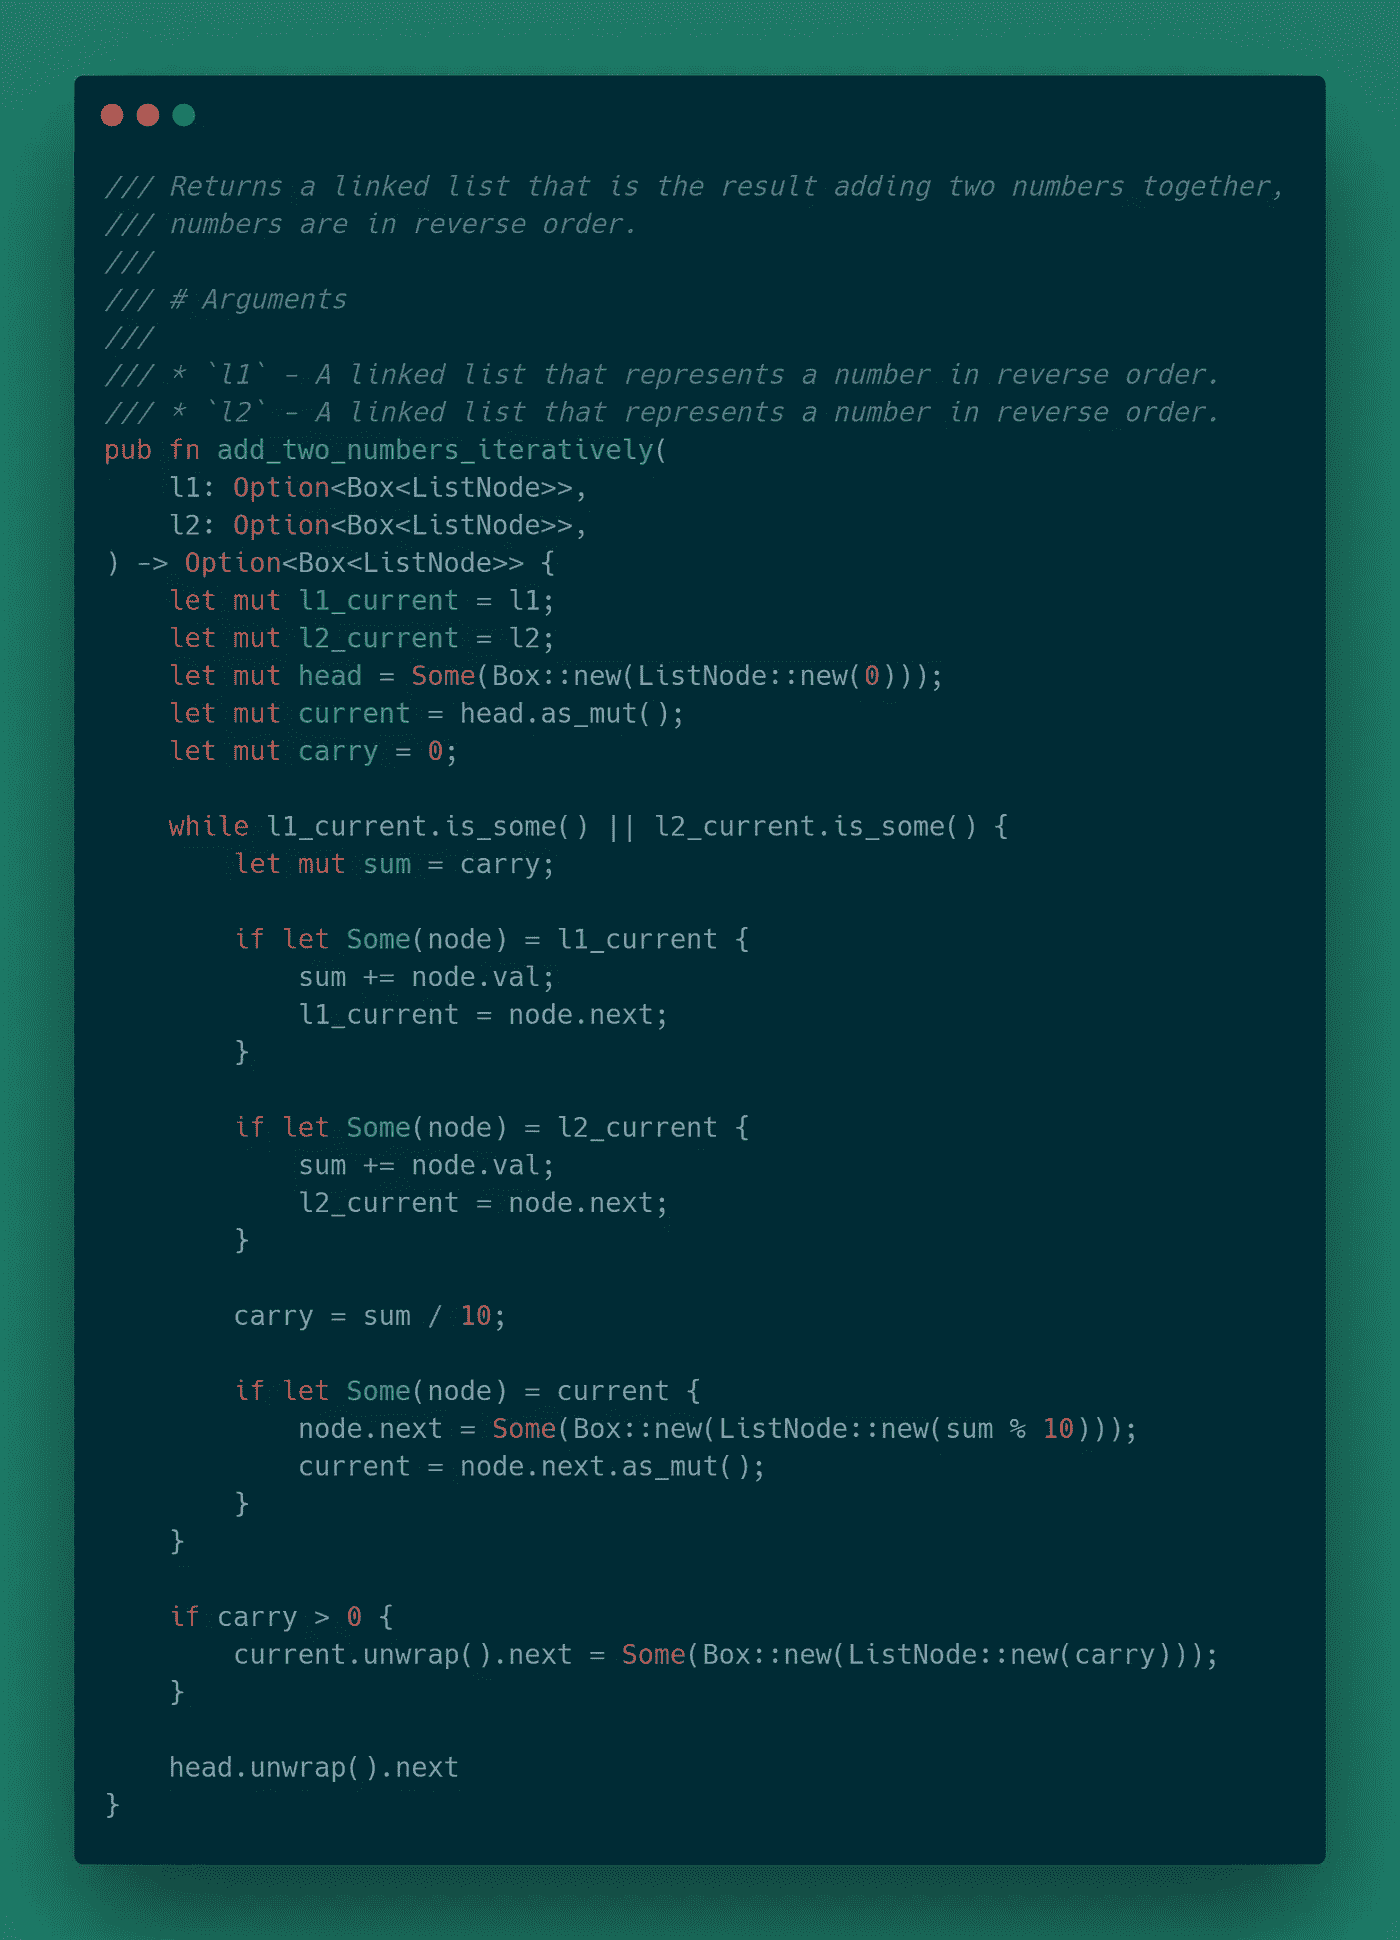 /// Returns a linked list that is the result adding two numbers together,
/// numbers are in reverse order.
///
/// # Arguments
///
/// * `l1` - A linked list that represents a number in reverse order.
/// * `l2` - A linked list that represents a number in reverse order.
pub fn add_two_numbers_iteratively(
    l1: Option<Box<ListNode>>,
    l2: Option<Box<ListNode>>,
) -> Option<Box<ListNode>> {
    let mut l1_current = l1;
    let mut l2_current = l2;
    let mut head = Some(Box::new(ListNode::new(0)));
    let mut current = head.as_mut();
    let mut carry = 0;

    while l1_current.is_some() || l2_current.is_some() {
        let mut sum = carry;

        if let Some(node) = l1_current {
            sum += node.val;
            l1_current = node.next;
        }

        if let Some(node) = l2_current {
            sum += node.val;
            l2_current = node.next;
        }

        carry = sum / 10;

        if let Some(node) = current {
            node.next = Some(Box::new(ListNode::new(sum % 10)));
            current = node.next.as_mut();
        }
    }

    if carry > 0 {
        current.unwrap().next = Some(Box::new(ListNode::new(carry)));
    }

    head.unwrap().next
}